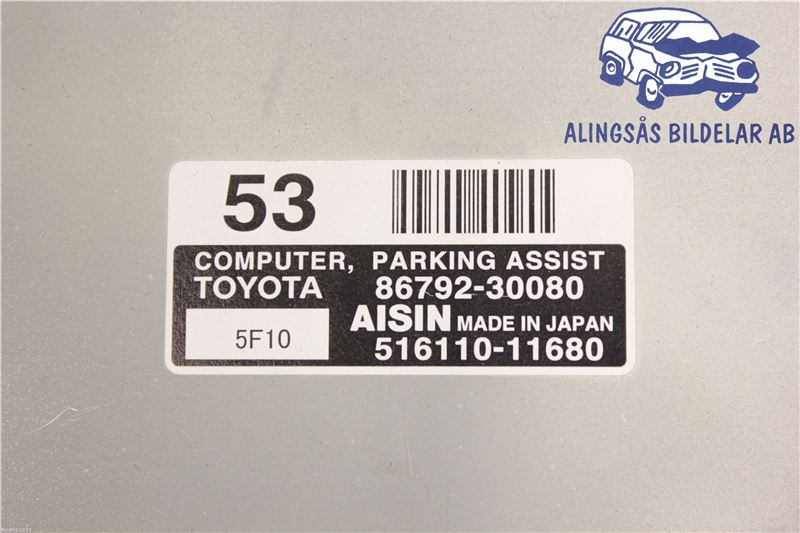 ALINGSÅS BILDELAR AB
53
COMPUTER, PARKING ASSIST
TOYOTA 86792-30080
AISIN MADE IN JAPAN
5F10
516110-11680